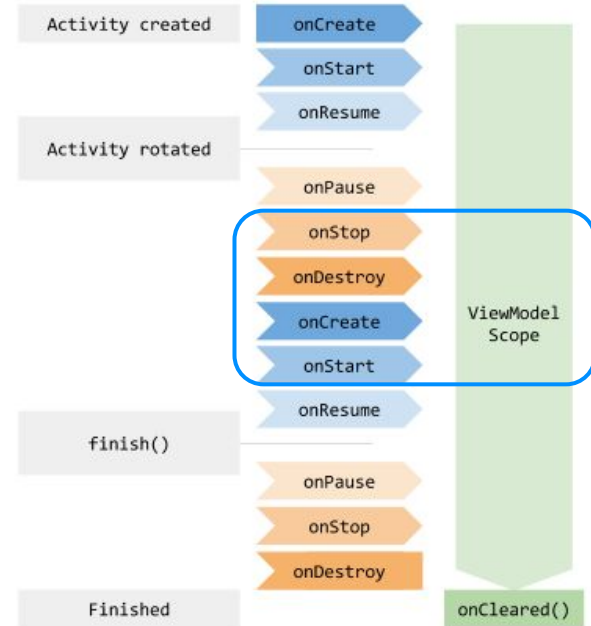 Activity created
onCreate
onStart
onResume
Activity rotated
onPause
onStop
onDestroy
onCreate
onStart
onResume
ViewModel
Scope
finish()
onPause
onStop
onDestroy
Finished
onCleared()